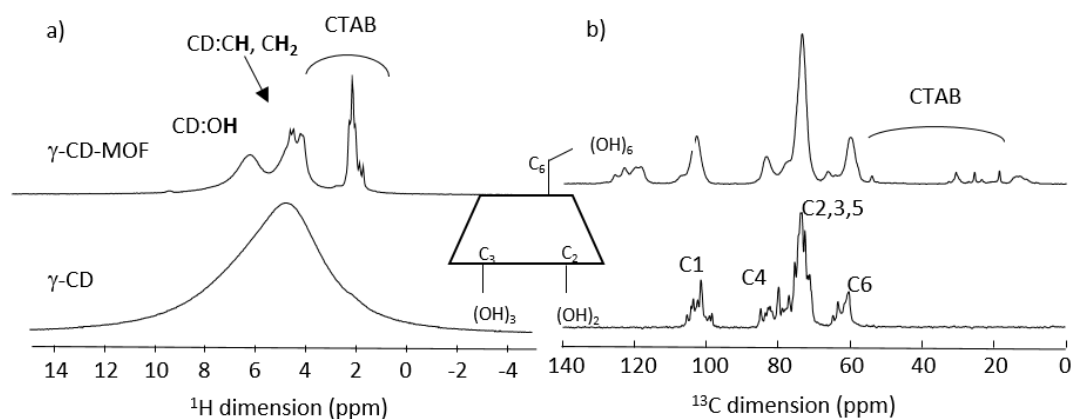 a)
CD:CH, CH₂
CTAB
CD:OH
γ-CD-MOF
γ-CD
14 12 10 8 6 4 2 0 -2 -4
¹H dimension (ppm)
C₆
(OH)₆
C₃
C₂
(OH)₃
(OH)₂
b)
CTAB
C1
C4
C2,3,5
C6
140 120 100 80 60 40 20 0
¹³C dimension (ppm)